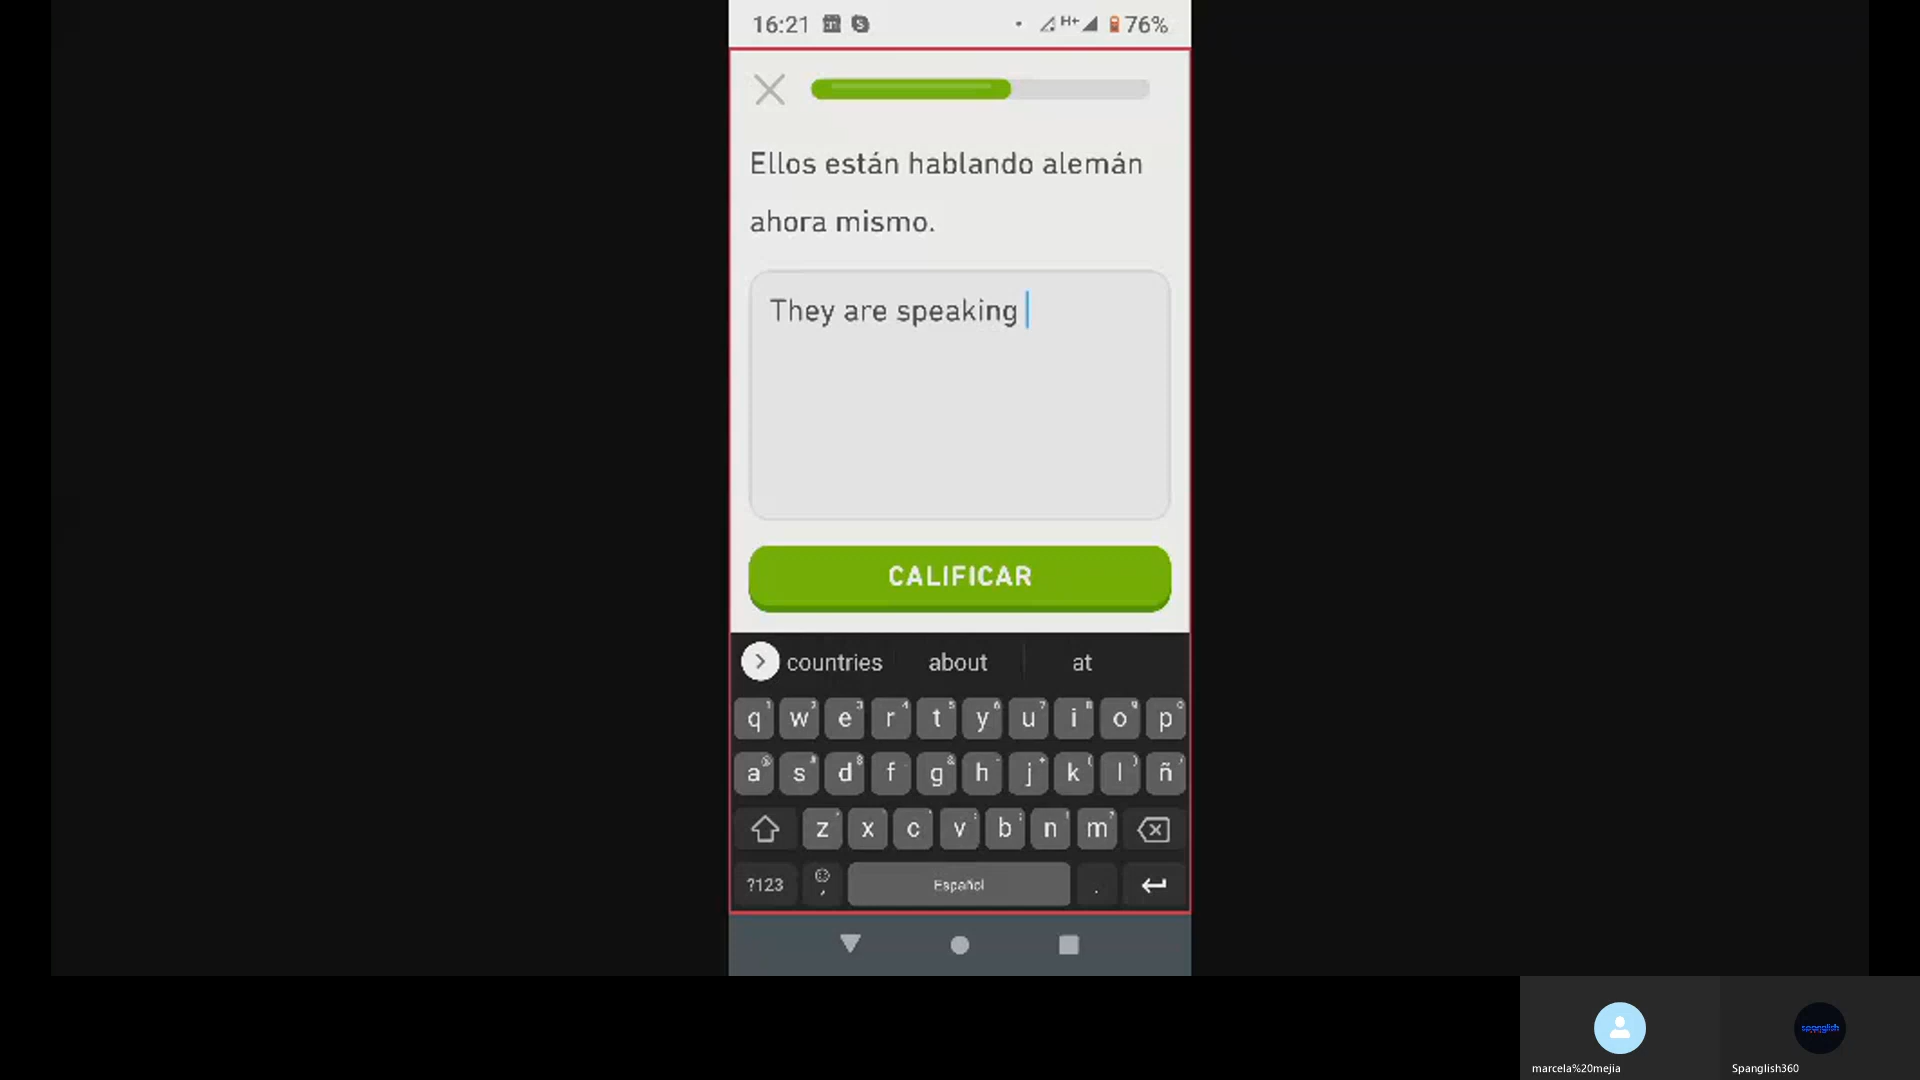 16:21
H+
76%
Ellos están hablando alemán
ahora mismo.
They are speaking
CALIFICAR
countries about at
q w e r t y u i o p
a s d f g h j k l ñ
z x c v b n m
?123 , Español .
marcela%20mejia
Spanglish360